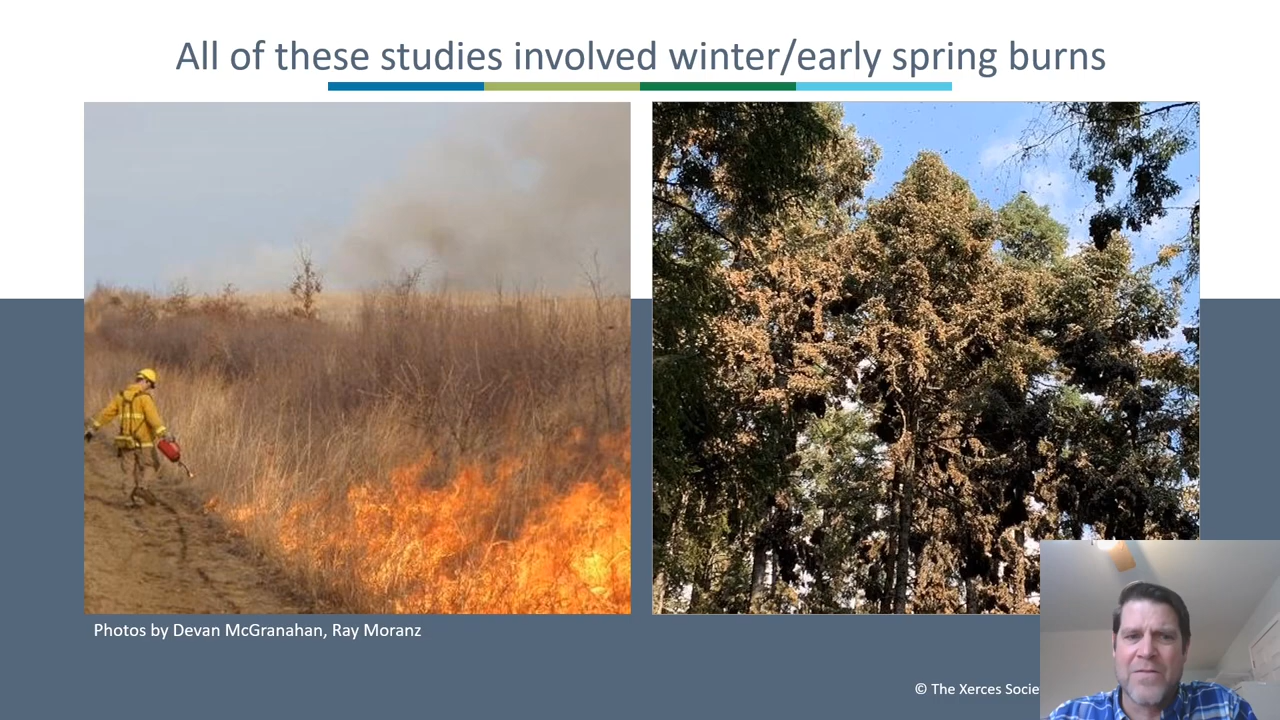 All of these studies involved winter/early spring burns
Photos by Devan McGranahan, Ray Moranz
© The Xerces Socie